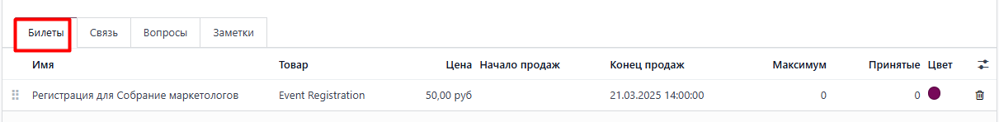 Билеты Связь Вопросы Заметки
Имя Товар Цена Начало продаж Конец продаж Максимум Принятые Цвет
Регистрация для Собрание маркетологов Event Registration 50,00 руб 21.03.2025 14:00:00 0 0